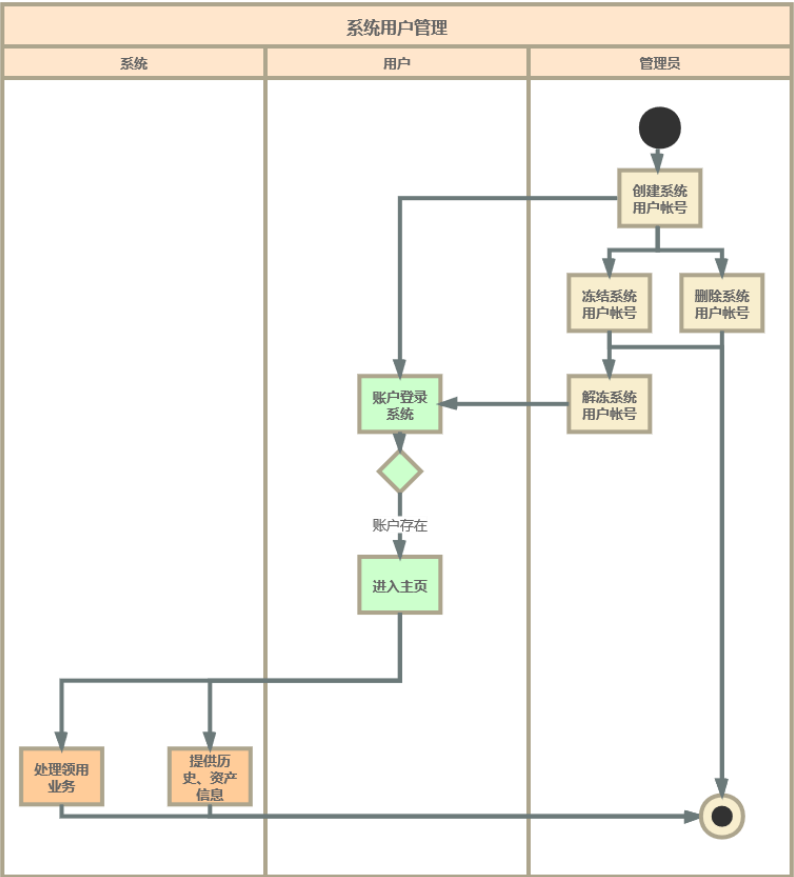 系统用户管理
系统
用户
管理员
创建系统
用户帐号
冻结系统
用户帐号
删除系统
用户帐号
账户登录
系统
解冻系统
用户帐号
账户存在
进入主页
处理领用
业务
提供历
史、资产
信息